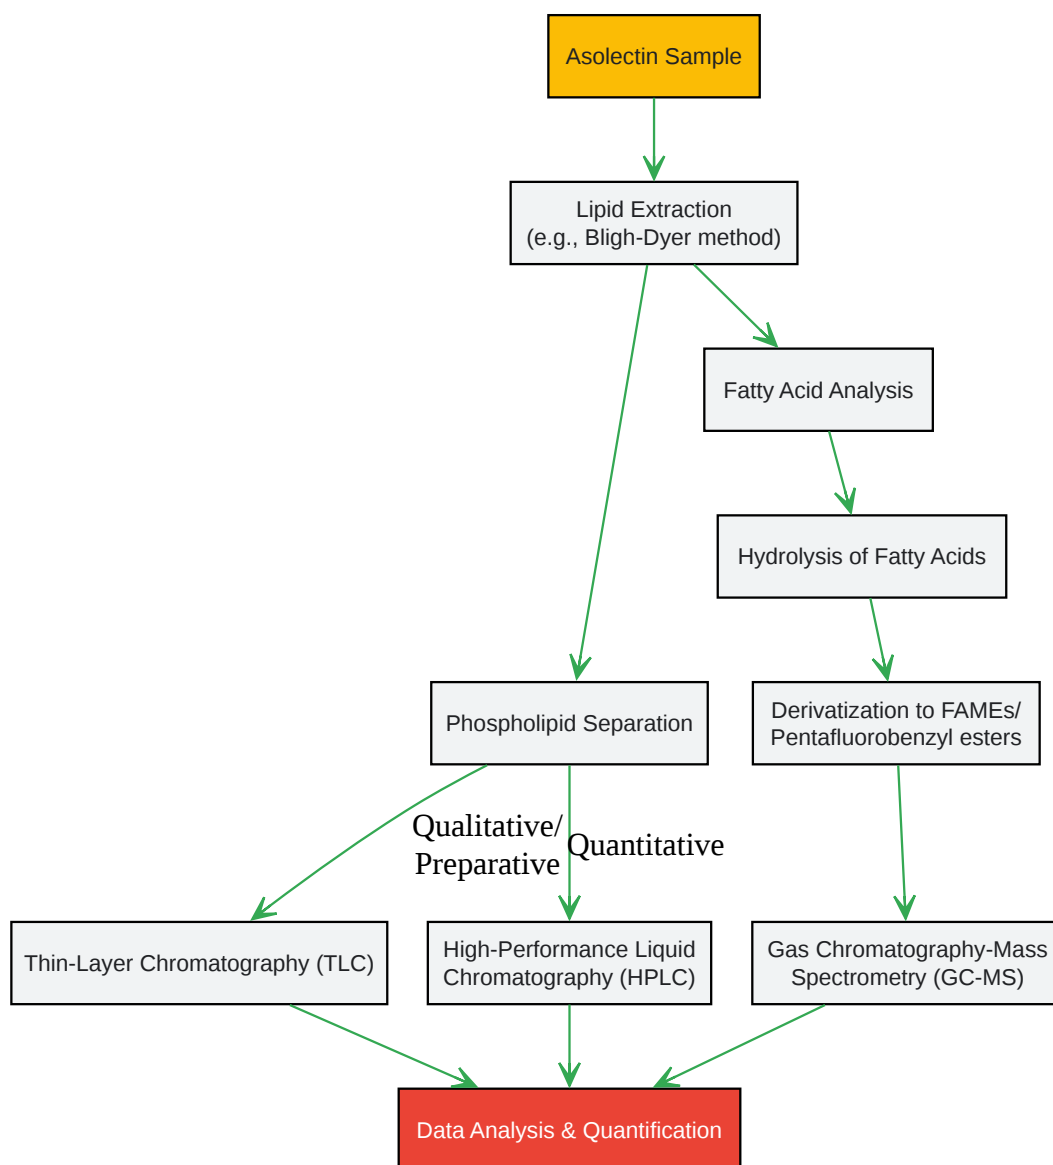 Asolectin Sample
Lipid Extraction
(e.g., Bligh-Dyer method)
Fatty Acid Analysis
Hydrolysis of Fatty Acids
Phospholipid Separation
Derivatization to FAMEs/
Pentafluorobenzyl esters
Qualitative/
Preparative
Quantitative
Thin-Layer Chromatography (TLC)
High-Performance Liquid
Chromatography (HPLC)
Gas Chromatography-Mass
Spectrometry (GC-MS)
Data Analysis & Quantification